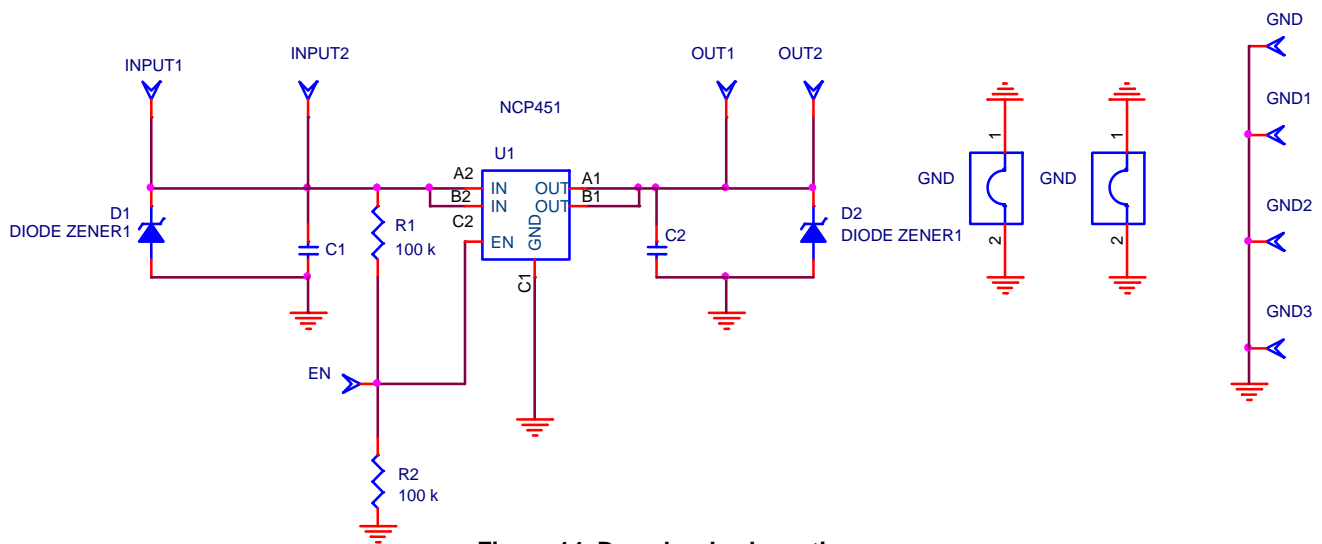 INPUT1
INPUT2
OUT1
OUT2
GND
NCP451
GND1
U1
1
1
A2
A1
IN
OUT
B2
B1
IN
OUT
GND
GND
GND2
D1
DIODE ZENER1
C1
R1
100 k
C2
EN
GND
C2
D2
DIODE ZENER1
2
2
C1
GND3
EN
R2
100 k